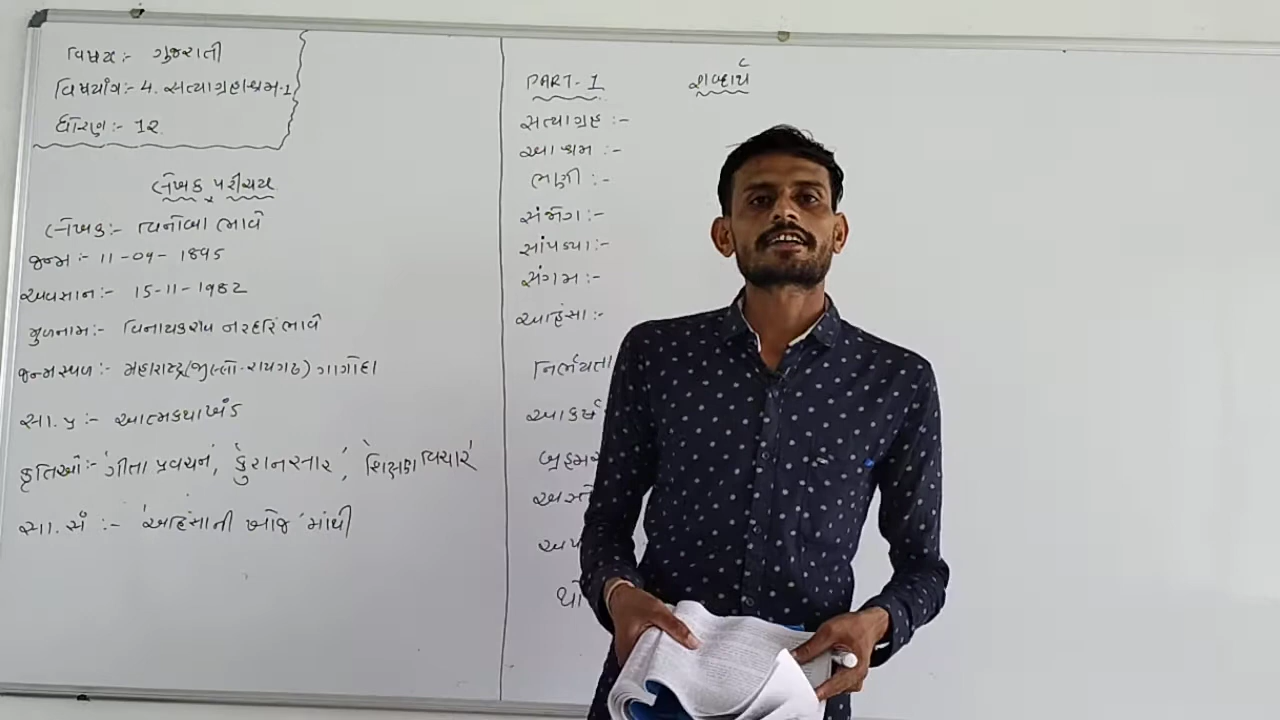 વિષય:- ગુજરાતી
વિષયાંગ:- 4. સત્યાગ્રહાશ્રમ-1
ધોરણ:- 12
લેખક પરીચય
લેખક:- વિનોબા ભાવે
જન્મ:- 11-09-1895
અવસાન:- 15-11-1982
મુળનામ:- વિનાયકરાવ નરહરિ ભાવે
જન્મસ્થળ:- મહારાષ્ટ્ર(જીલ્લો-રાયગઢ) ગાગોદા
સા. પ્ર:- આત્મકથાખંડ
કૃતિઓ:- 'ગીતા પ્રવચન', 'કુરાનસાર', 'શિક્ષણ વિચાર'
સા. સં:- 'અહિંસાની ખોજ' માંથી
PART-1 શબ્દાર્થ
સત્યાગ્રહ:-
આશ્રમ:-
ભણી:-
સંજોગ:-
સાંપડ્યા:-
સંગમ:-
અહિંસા:-
નિર્ભયતા